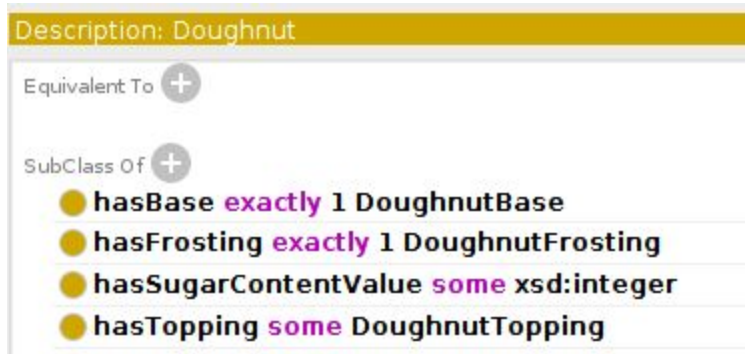 Description: Doughnut
Equivalent To +
SubClass Of +
hasBase exactly 1 DoughnutBase
hasFrosting exactly 1 DoughnutFrosting
hasSugarContentValue some xsd:integer
hasTopping some DoughnutTopping